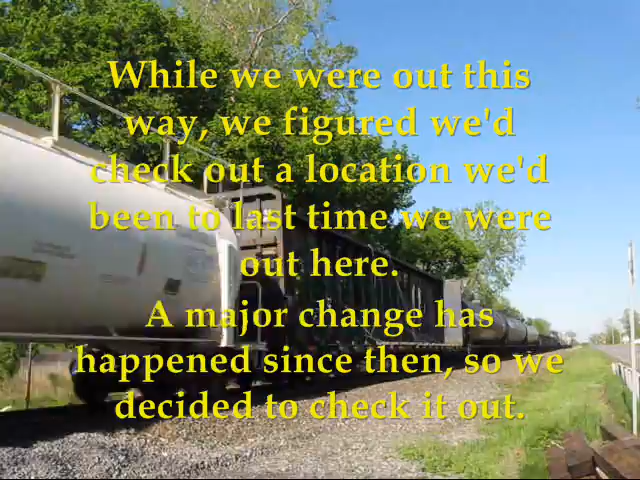 While we were out this
way, we figured we'd
check out a location we'd
been to last time we were
out here.
A major change has
happened since then, so we
decided to check it out.